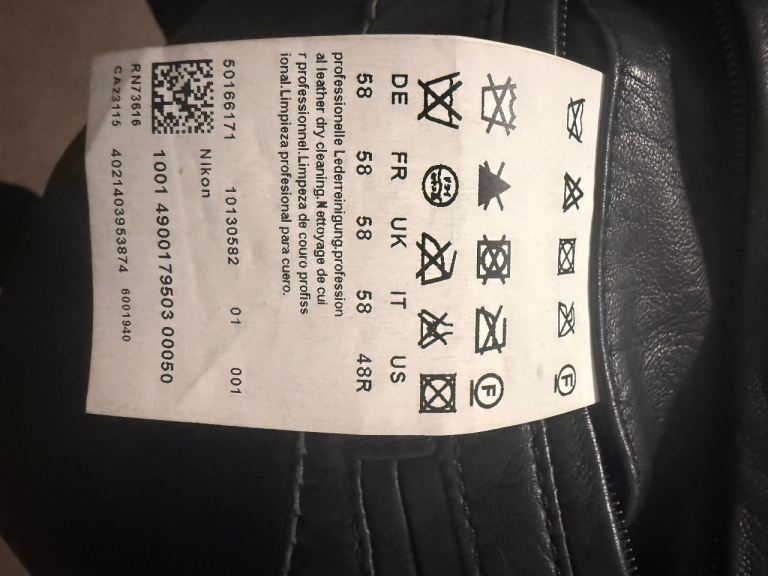 F
F
DE FR UK IT US
58 58 58 58 48R
professionelle Lederreinigung.profession
al leather dry cleaning.Nettoyage de cui
r professionnel.Limpeza de couro profiss
ional.Limpieza profesional para cuero.
50166171 10130582 01 001
Nikon
1001 4900179503 00050
RN73616
CA23115 4021403953874 6001940